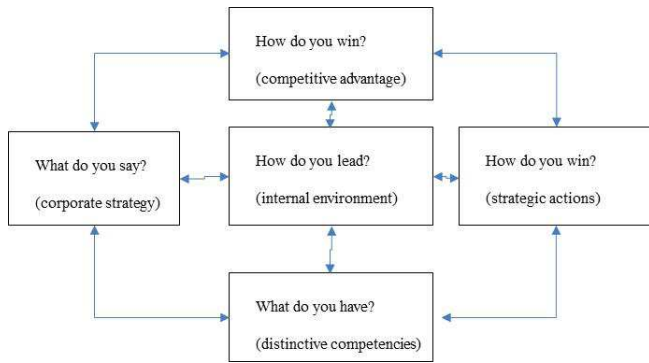 How do you win?
(competitive advantage)
What do you say?
(corporate strategy)
How do you lead?
(internal environment)
How do you win?
(strategic actions)
What do you have?
(distinctive competencies)